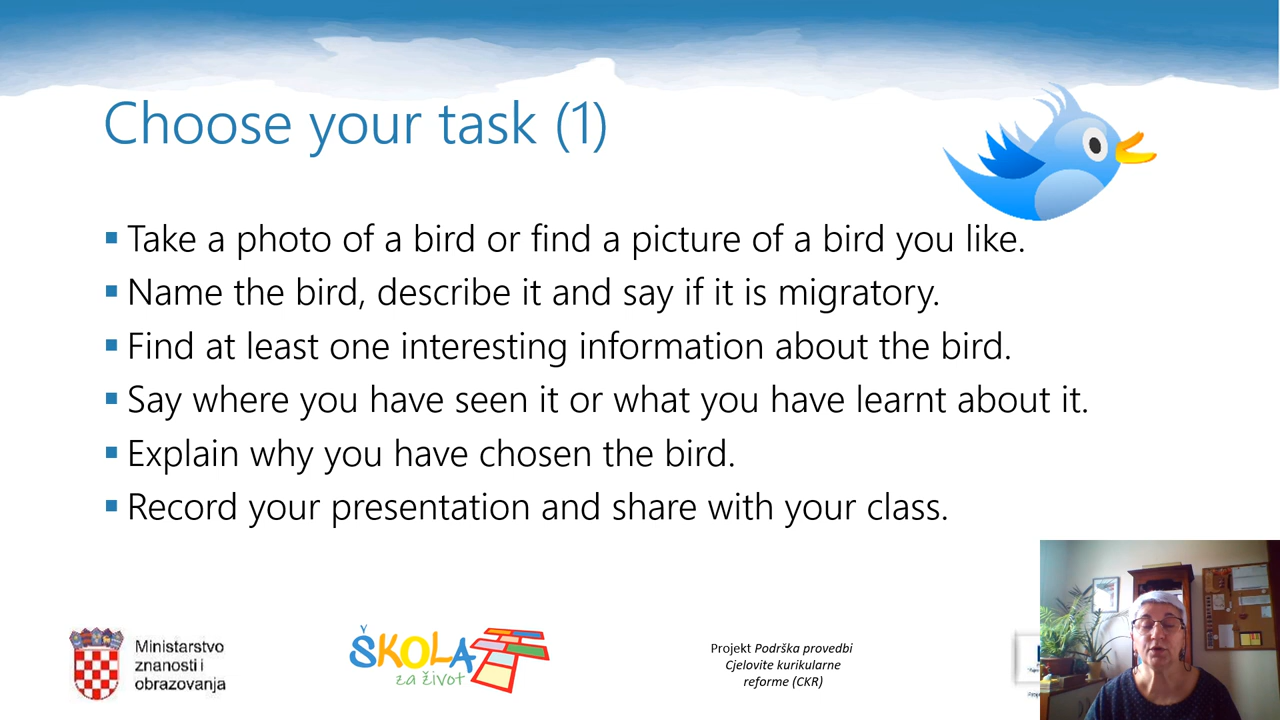 Choose your task (1)
Take a photo of a bird or find a picture of a bird you like.
Name the bird, describe it and say if it is migratory.
Find at least one interesting information about the bird.
Say where you have seen it or what you have learnt about it.
Explain why you have chosen the bird.
Record your presentation and share with your class.
Ministarstvo
znanosti i
obrazovanja
ŠKOLA
za život
Projekt Podrška provedbi
Cjelovite kurikularne
reforme (CKR)